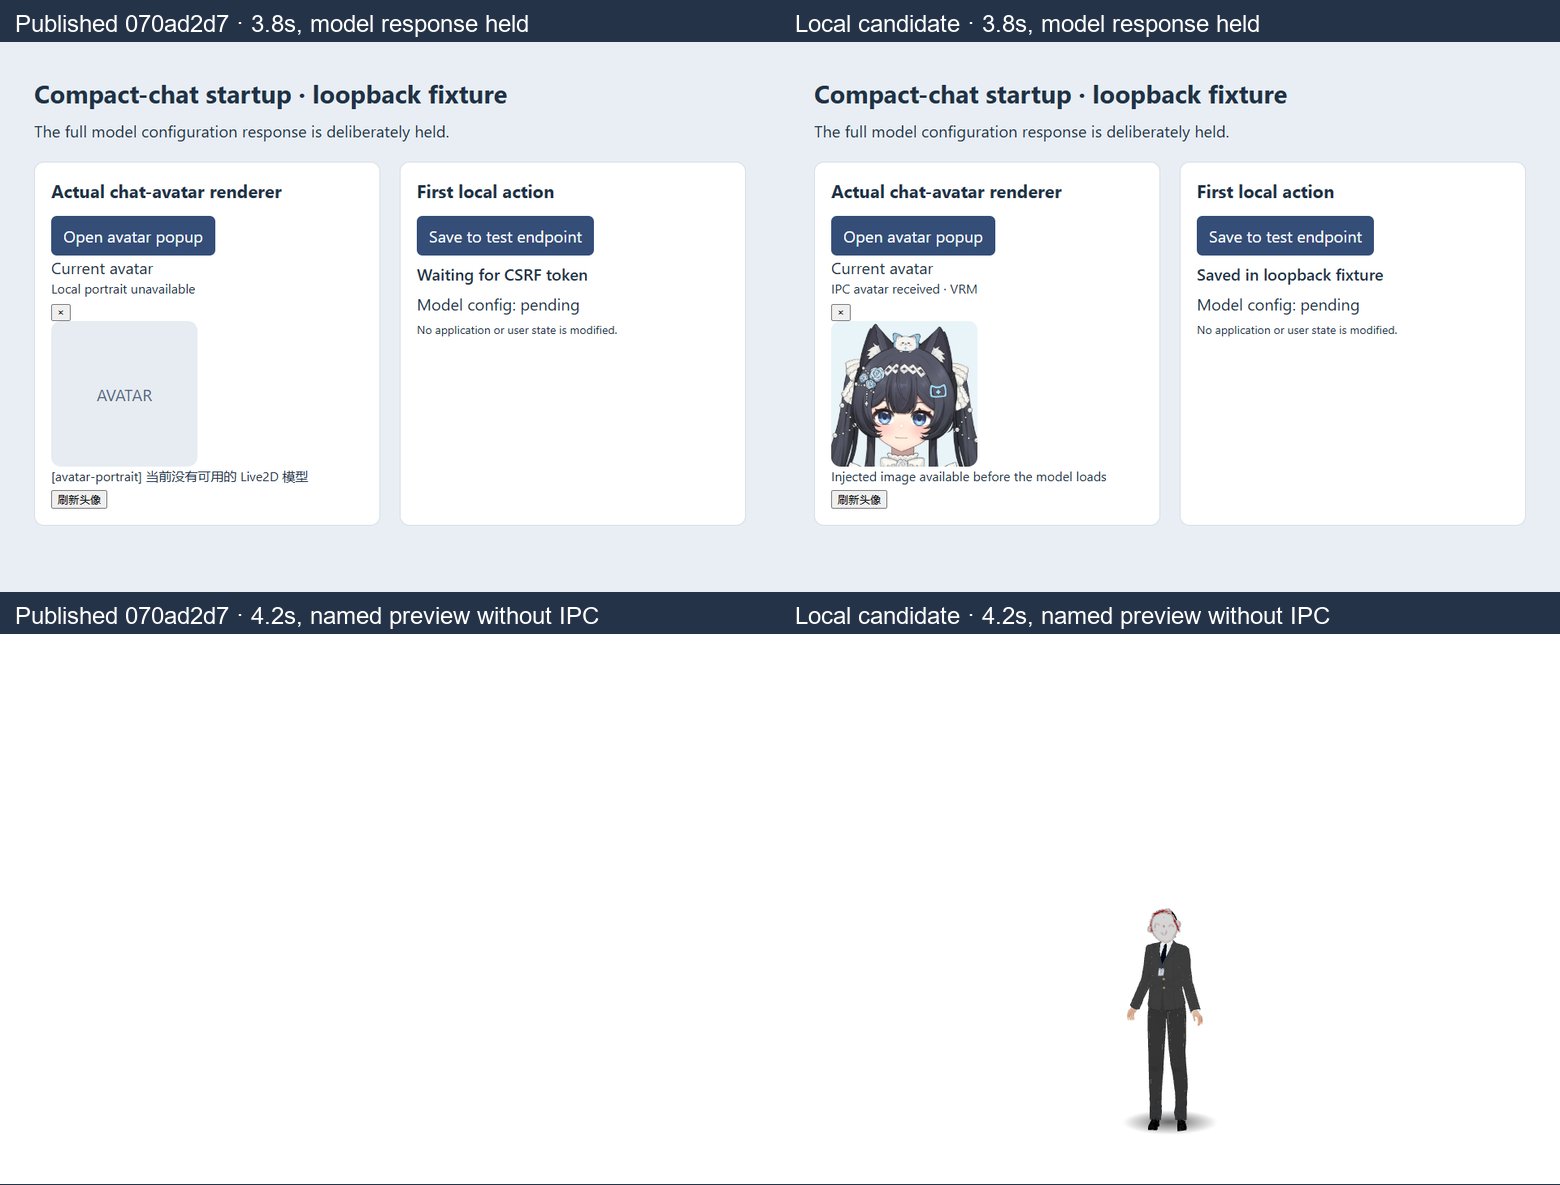 Published 070ad2d7 · 3.8s, model response held
Compact-chat startup · loopback fixture
The full model configuration response is deliberately held.
Actual chat-avatar renderer
Open avatar popup
Current avatar
Local portrait unavailable
×
AVATAR
[avatar-portrait] 当前没有可用的 Live2D 模型
刷新头像
First local action
Save to test endpoint
Waiting for CSRF token
Model config: pending
No application or user state is modified.
Local candidate · 3.8s, model response held
Compact-chat startup · loopback fixture
The full model configuration response is deliberately held.
Actual chat-avatar renderer
Open avatar popup
Current avatar
IPC avatar received · VRM
×
Injected image available before the model loads
刷新头像
First local action
Save to test endpoint
Saved in loopback fixture
Model config: pending
No application or user state is modified.
Published 070ad2d7 · 4.2s, named preview without IPC
Local candidate · 4.2s, named preview without IPC